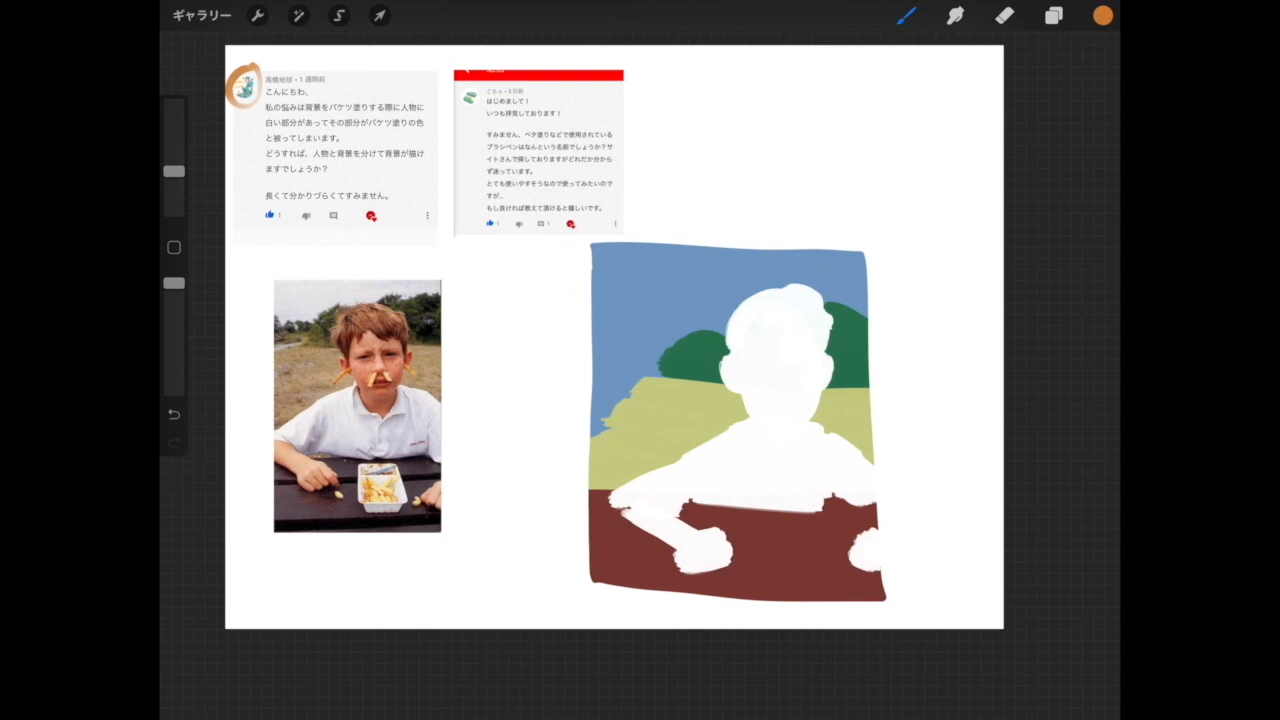 ギャラリー
高橋地球・1 週間前
こんにちわ、
私の悩みは背景をバケツ塗りする際に人物に
白い部分があってその部分がバケツ塗りの色
と被ってしまいます。
どうすれば、人物と背景を分けて背景が描け
ますでしょうか？
長くて分かりづらくてすみません。
1
こちゃ・3 日前
はじめまして！
いつも拝見しております！
すみません、ベタ塗りなどで使用されている
ブラシペンはなんという名前でしょうか？サ
イトさんで探しておりますがどれだか分から
ず迷っています。
とても使いやすそうなので使ってみたいので
すが…
もし良ければ教えて頂けると嬉しいです。
1
1